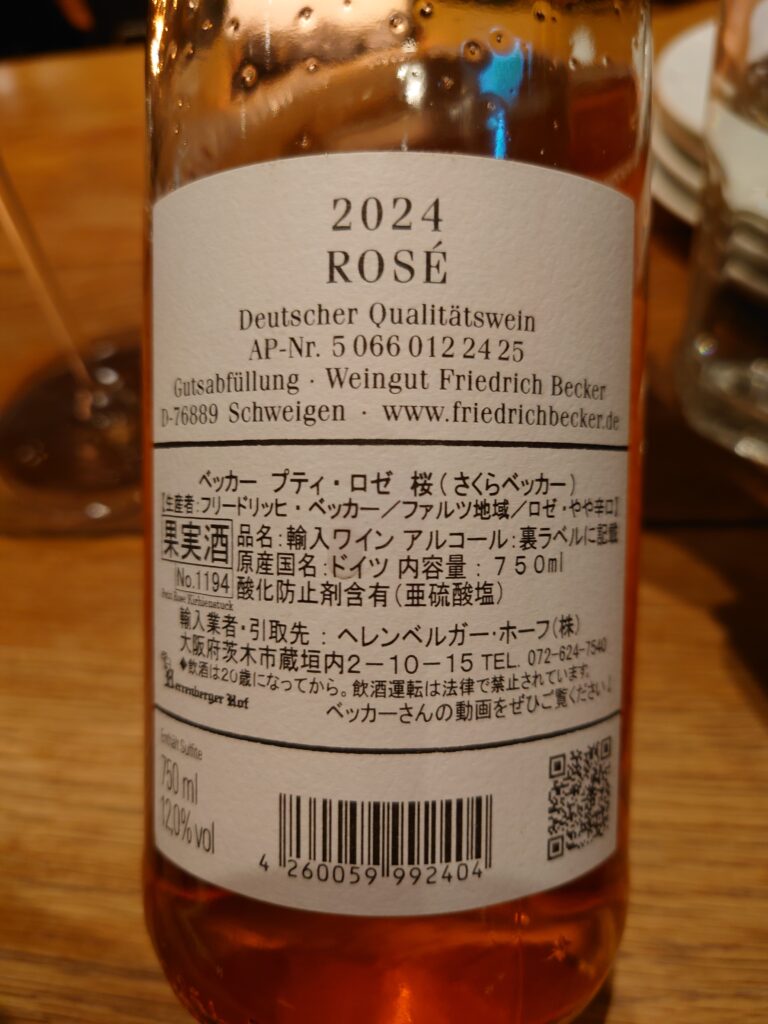 2024
ROSÉ
Deutscher Qualitätswein
AP-Nr. 5 066 012 24 25
Gutsabfüllung · Weingut Friedrich Becker
D-76889 Schweigen · www.friedrichbecker.de
ベッカー プティ・ロゼ 桜(さくらベッカー)
【生産者:フリードリッヒ・ベッカー/ファルツ地域/ロゼ・やや辛口】
果実酒 品名:輸入ワイン アルコール:裏ラベルに記載
原産国名:ドイツ 内容量:750ml
No.1194 酸化防止剤含有(亜硫酸塩)
輸入業者・引取先:ヘレンベルガー・ホーフ(株)
大阪府茨木市蔵垣内2-10-15 TEL. 072-624-7540
◆飲酒は20歳になってから。飲酒運転は法律で禁止されています。
Herrenberger Hof
ベッカーさんの動画をぜひご覧ください♩
Enthält Sulfite
750 ml
12,0% vol
4 260059 992404